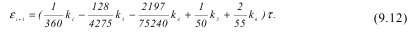 ε_{i+1} = (1/360 k_1 − 128/4275 k_3 − 2197/75240 k_4 + 1/50 k_5 + 2/55 k_6) τ. (9.12)